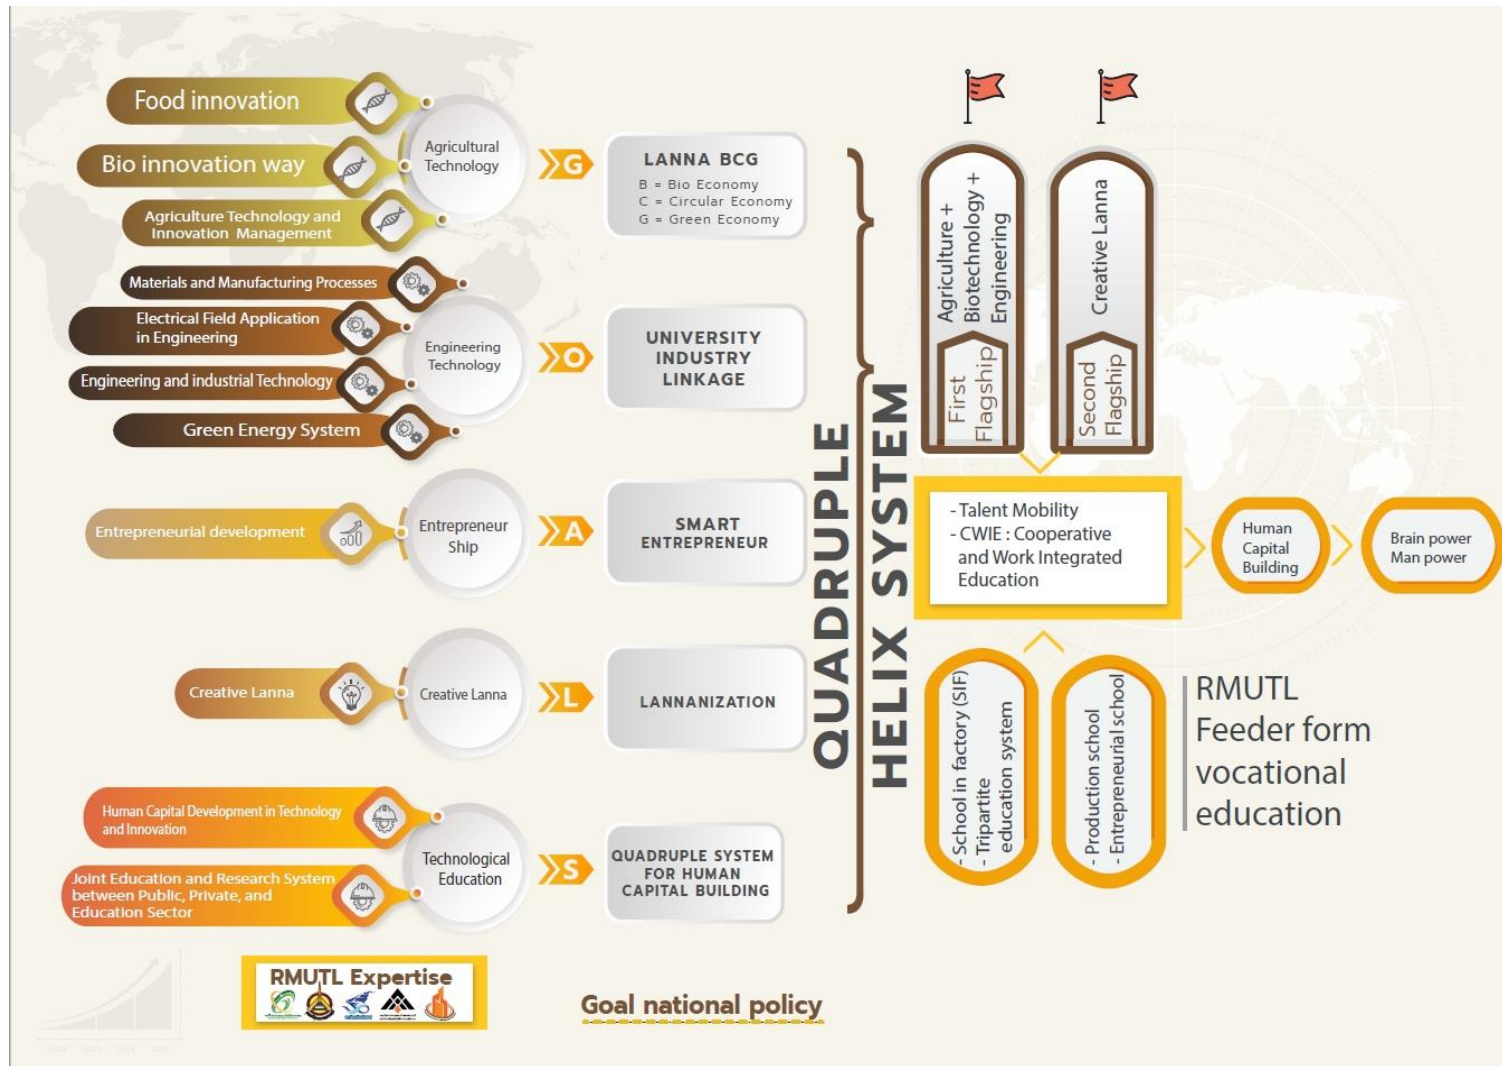 Food innovation
Bio innovation way
Agriculture Technology and
Innovation Management
Agricultural
Technology
G
LANNA BCG
B = Bio Economy
C = Circular Economy
G = Green Economy
Materials and Manufacturing Processes
Electrical Field Application
in Engineering
Engineering and industrial Technology
Green Energy System
Engineering
Technology
O
UNIVERSITY
INDUSTRY
LINKAGE
Entrepreneurial development
Entrepreneur
Ship
A
SMART
ENTREPRENEUR
Creative Lanna
Creative Lanna
L
LANNANIZATION
Human Capital Development in Technology
and Innovation
Joint Education and Research System
between Public, Private, and
Education Sector
Technological
Education
S
QUADRUPLE SYSTEM
FOR HUMAN
CAPITAL BUILDING
RMUTL Expertise
Goal national policy
QUADRUPLE
HELIX SYSTEM
Agriculture +
Biotechnology +
Engineering
First
Flagship
Creative Lanna
Second
Flagship
- Talent Mobility
- CWIE : Cooperative
and Work Integrated
Education
Human
Capital
Building
Brain power
Man power
- School in factory (SIF)
- Tripartite
education system
- Production school
- Entrepreneurial school
RMUTL
Feeder form
vocational
education